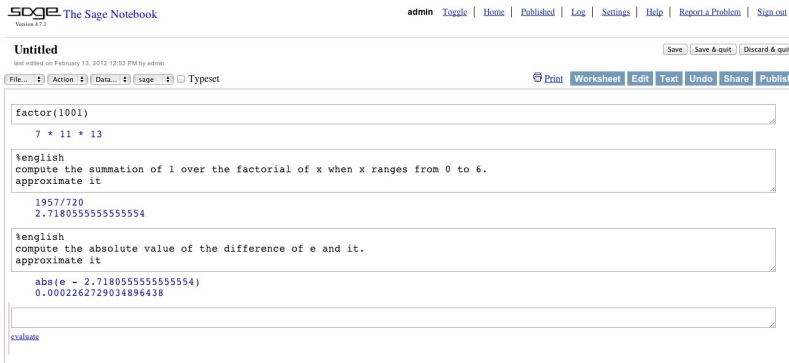 sage The Sage Notebook
Version 4.7.1
admin Toggle | Home | Published | Log | Settings | Help | Report a Problem | Sign out
Untitled
last edited on February 13, 2012 12:52 PM by admin
Save Save & quit Discard & quit
File... Action Data... sage Typeset
Print Worksheet Edit Text Undo Share Publish
factor(1001)
7 * 11 * 13
%english
compute the summation of 1 over the factorial of x when x ranges from 0 to 6.
approximate it
1957/720
2.7180555555555554
%english
compute the absolute value of the difference of e and it.
approximate it
abs(e - 2.7180555555555554)
0.0002262729034896438
evaluate